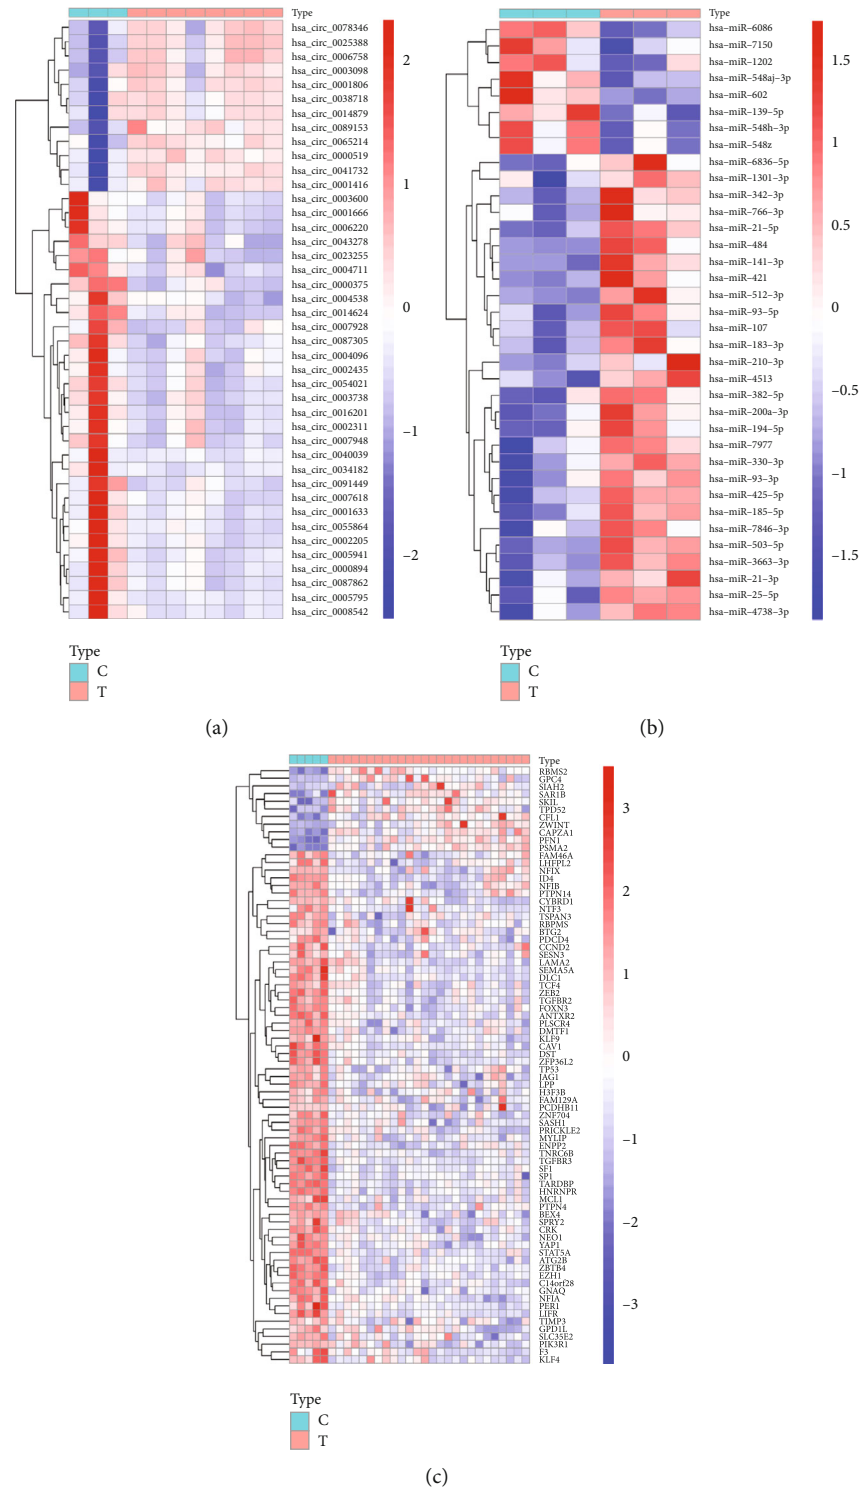 Type
hsa_circ_0078346
hsa_circ_0025388
hsa_circ_0006758
hsa_circ_0003098
hsa_circ_0001806
hsa_circ_0038718
hsa_circ_0014879
hsa_circ_0089153
hsa_circ_0065214
hsa_circ_0000519
hsa_circ_0041732
hsa_circ_0001416
hsa_circ_0003600
hsa_circ_0001666
hsa_circ_0006220
hsa_circ_0043278
hsa_circ_0023255
hsa_circ_0004711
hsa_circ_0000375
hsa_circ_0004538
hsa_circ_0014624
hsa_circ_0007928
hsa_circ_0087305
hsa_circ_0004096
hsa_circ_0002435
hsa_circ_0054021
hsa_circ_0003738
hsa_circ_0016201
hsa_circ_0002311
hsa_circ_0007948
hsa_circ_0040039
hsa_circ_0034182
hsa_circ_0091449
hsa_circ_0007618
hsa_circ_0001633
hsa_circ_0055864
hsa_circ_0002205
hsa_circ_0005941
hsa_circ_0000894
hsa_circ_0087862
hsa_circ_0005795
hsa_circ_0008542
2
1
0
−1
−2
Type
C
T
(a)
Type
hsa−miR−6086
hsa−miR−7150
hsa−miR−1202
hsa−miR−548aj−3p
hsa−miR−602
hsa−miR−139−5p
hsa−miR−548h−3p
hsa−miR−548z
hsa−miR−6836−5p
hsa−miR−1301−3p
hsa−miR−342−3p
hsa−miR−766−3p
hsa−miR−21−5p
hsa−miR−484
hsa−miR−141−3p
hsa−miR−421
hsa−miR−512−3p
hsa−miR−93−5p
hsa−miR−107
hsa−miR−183−3p
hsa−miR−210−3p
hsa−miR−4513
hsa−miR−382−5p
hsa−miR−200a−3p
hsa−miR−194−5p
hsa−miR−7977
hsa−miR−330−3p
hsa−miR−93−3p
hsa−miR−425−5p
hsa−miR−185−5p
hsa−miR−7846−3p
hsa−miR−503−5p
hsa−miR−3663−3p
hsa−miR−21−3p
hsa−miR−25−5p
hsa−miR−4738−3p
1.5
1
0.5
0
−0.5
−1
−1.5
Type
C
T
(b)
Type
RBMS2
GPC4
SIAH2
SAR1B
SKIL
TPD52
CFL1
ZWINT
CAPZA1
PFN1
PSMA2
FAM46A
LHFPL2
NFIX
ID4
NFIB
PTPN14
CYBRD1
NTF3
TSPAN3
RBPMS
BTG2
PDCD4
CCND2
SESN3
LAMA2
SEMA5A
DLC1
TCF4
ZEB2
TGFBR2
FOXN3
ANTXR2
PLSCR4
DMTF1
KLF9
CAV1
DST
ZFP36L2
TP53
JAG1
LPP
H3F3B
FAM129A
PCDHB11
ZNF704
SASH1
PRICKLE2
MYLIP
ENPP2
TNRC6B
TGFBR3
SF1
SP1
TARDBP
HNRNPR
MCL1
PTPN4
BEX4
SPRY2
CRK
NEO1
YAP1
STAT5A
ATG2B
ZBTB4
EZH1
C14orf28
GNAQ
NFIA
PER1
LIFR
TIMP3
GPD1L
SLC35E2
PIK3R1
F3
KLF4
3
2
1
0
−1
−2
−3
Type
C
T
(c)